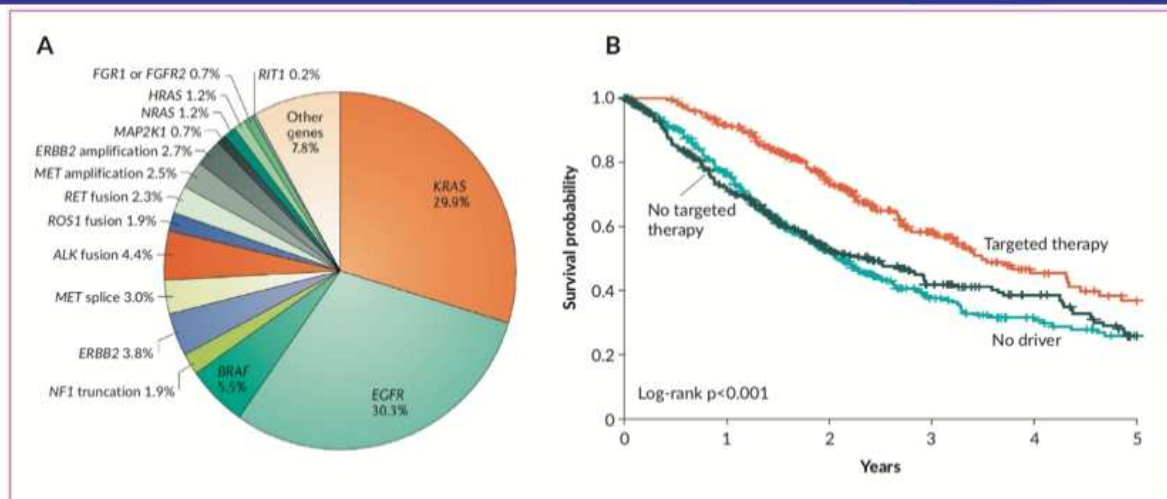 A
FGR1 or FGFR2 0.7%
RIT1 0.2%
HRAS 1.2%
NRAS 1.2%
MAP2K1 0.7%
ERBB2 amplification 2.7%
MET amplification 2.5%
RET fusion 2.3%
ROS1 fusion 1.9%
ALK fusion 4.4%
MET splice 3.0%
ERBB2 3.8%
NF1 truncation 1.9%
BRAF
5.5%
EGFR
30.3%
KRAS
29.9%
Other
genes
7.8%
B
Survival probability
1.0
0.8
0.6
0.4
0.2
0
No targeted
therapy
Targeted therapy
No driver
Log-rank p<0.001
0
1
2
3
4
5
Years